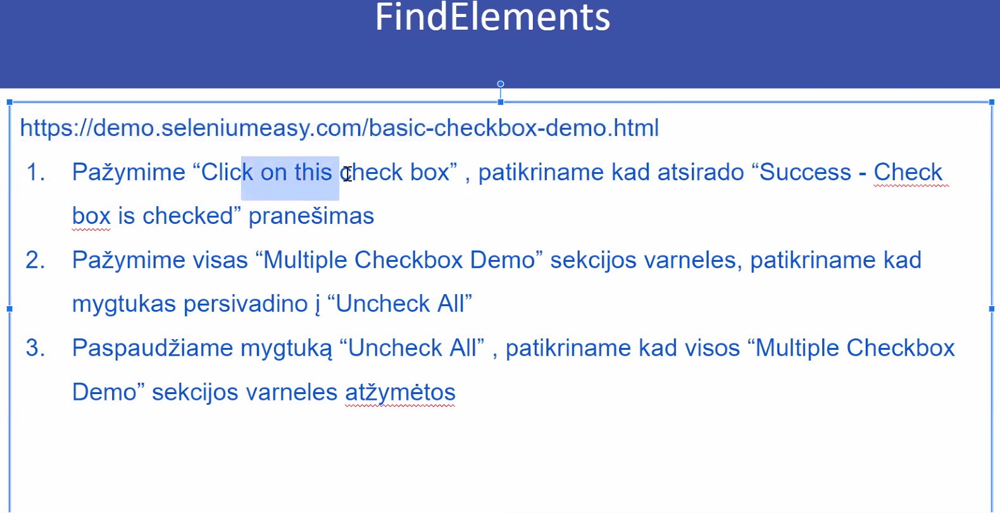 FindElements
https://demo.seleniumeasy.com/basic-checkbox-demo.html
1. Pažymime “Click on this check box” , patikriname kad atsirado “Success - Check
box is checked” pranešimas
2. Pažymime visas “Multiple Checkbox Demo” sekcijos varneles, patikriname kad
mygtukas persivadino į “Uncheck All”
3. Paspaudžiame mygtuką “Uncheck All” , patikriname kad visos “Multiple Checkbox
Demo” sekcijos varneles atžymėtos